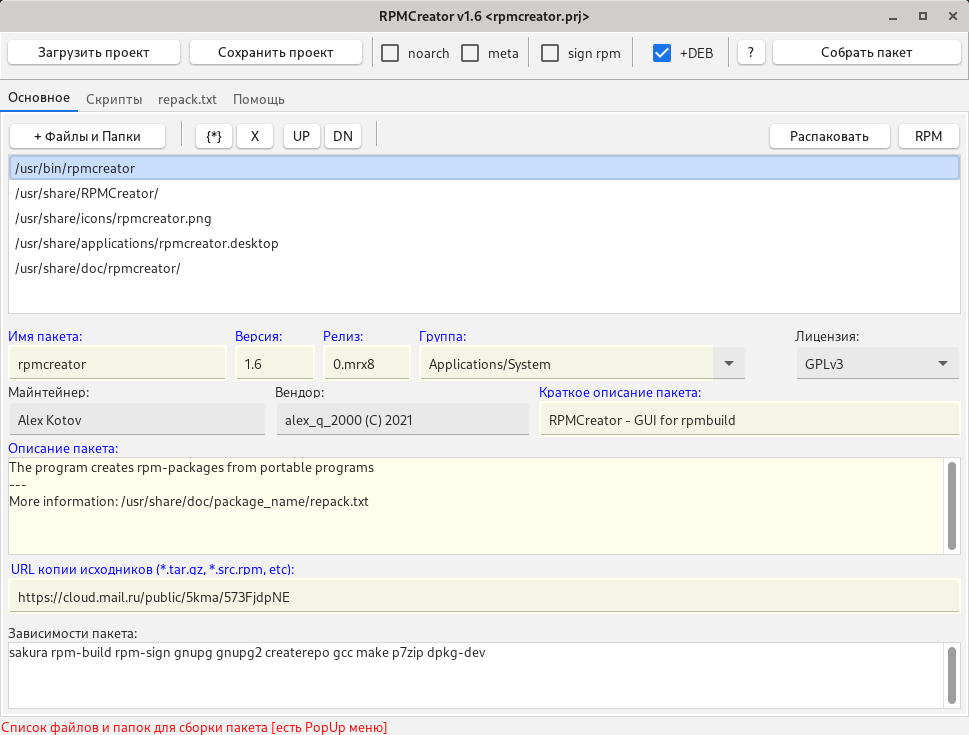 RPMCreator v1.6 <rpmcreator.prj>
Загрузить проект Сохранить проект noarch meta sign rpm +DEB ? Собрать пакет
Основное Скрипты repack.txt Помощь
+ Файлы и Папки {*} X UP DN Распаковать RPM
/usr/bin/rpmcreator
/usr/share/RPMCreator/
/usr/share/icons/rpmcreator.png
/usr/share/applications/rpmcreator.desktop
/usr/share/doc/rpmcreator/
Имя пакета: Версия: Релиз: Группа: Лицензия:
rpmcreator 1.6 0.mrx8 Applications/System GPLv3
Майнтейнер: Вендор: Краткое описание пакета:
Alex Kotov alex_q_2000 (C) 2021 RPMCreator - GUI for rpmbuild
Описание пакета:
The program creates rpm-packages from portable programs
---
More information: /usr/share/doc/package_name/repack.txt
URL копии исходников (*.tar.gz, *.src.rpm, etc):
https://cloud.mail.ru/public/5kma/573FjdpNE
Зависимости пакета:
sakura rpm-build rpm-sign gnupg gnupg2 createrepo gcc make p7zip dpkg-dev
Список файлов и папок для сборки пакета [есть PopUp меню]